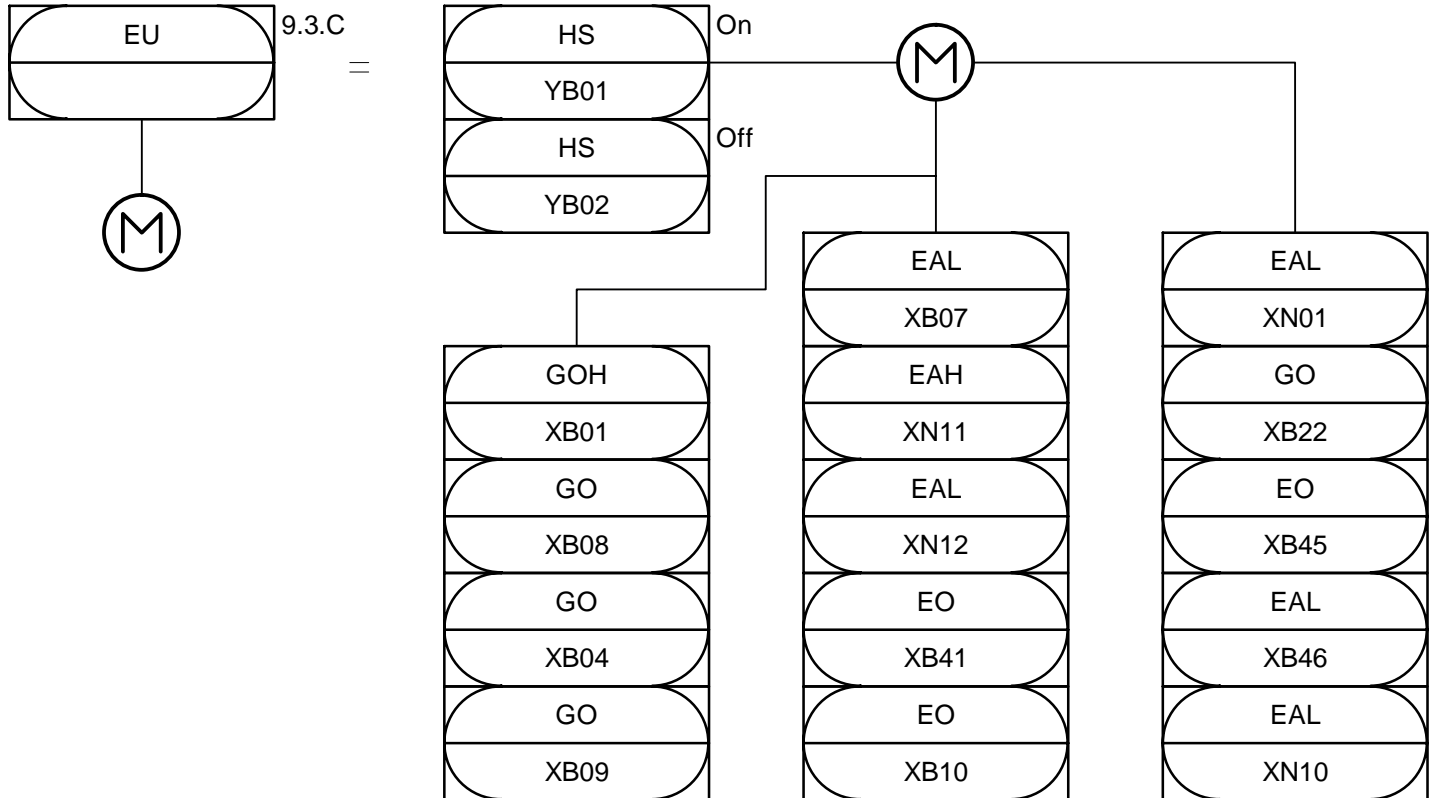 EU
9.3.C
=
HS
On
YB01
HS
Off
YB02
M
M
GOH
XB01
GO
XB08
GO
XB04
GO
XB09
EAL
XB07
EAH
XN11
EAL
XN12
EO
XB41
EO
XB10
EAL
XN01
GO
XB22
EO
XB45
EAL
XB46
EAL
XN10